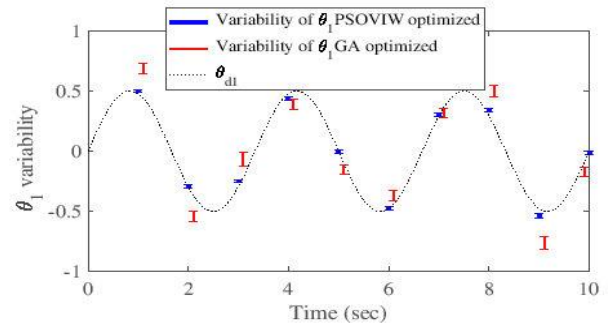 Variability of θ1PSOVIW optimized
Variability of θ1GA optimized
θd1
1
0.5
0
-0.5
-1
θ1 variability
0 2 4 6 8 10
Time (sec)